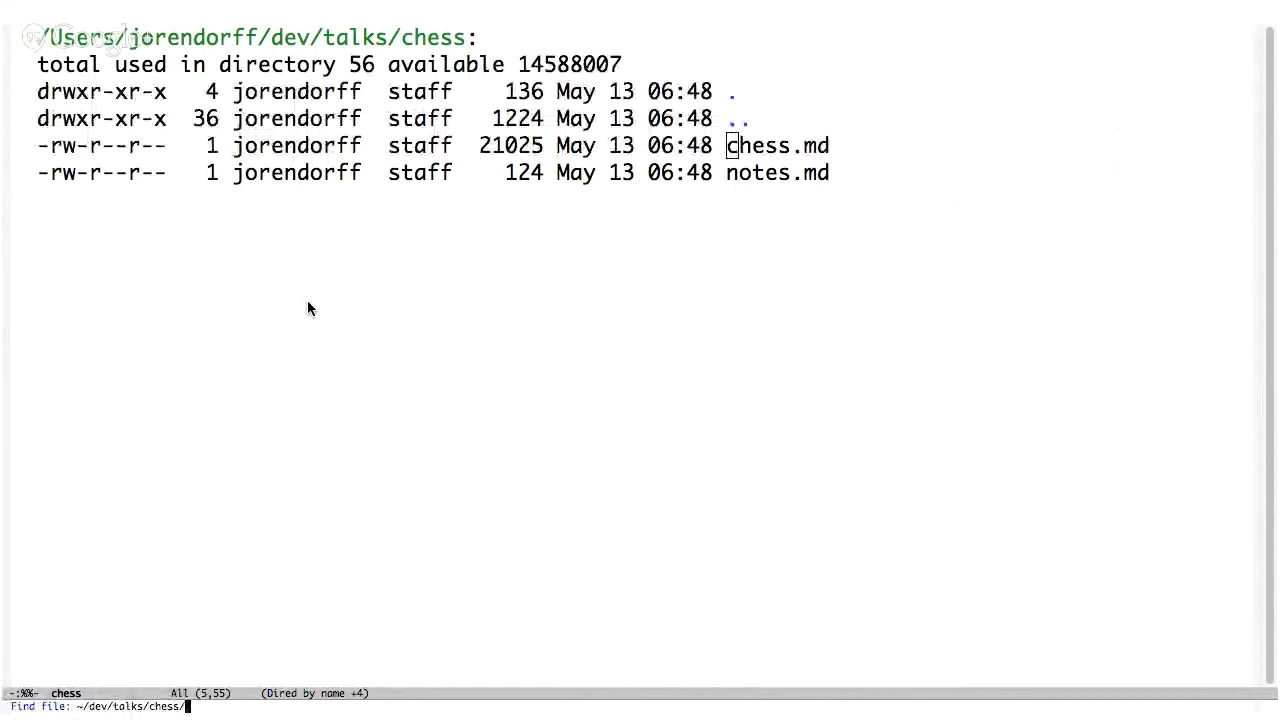 /Users/jorendorff/dev/talks/chess:
Google+
total used in directory 56 available 14588007
drwxr-xr-x 4 jorendorff staff 136 May 13 06:48 .
drwxr-xr-x 36 jorendorff staff 1224 May 13 06:48 ..
-rw-r--r-- 1 jorendorff staff 21025 May 13 06:48 chess.md
-rw-r--r-- 1 jorendorff staff 124 May 13 06:48 notes.md
-:%%- chess All (5,55) (Dired by name +4)
Find file: ~/dev/talks/chess/